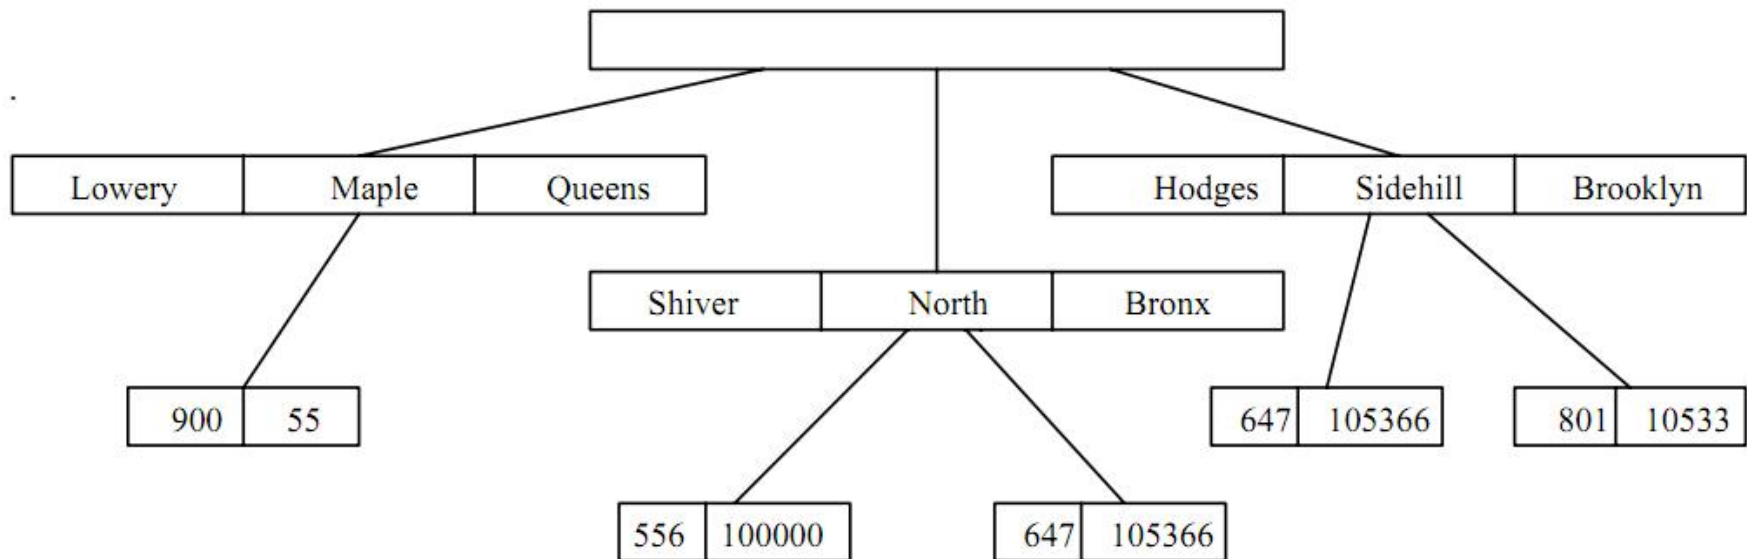 Lowery Maple Queens
Hodges Sidehill Brooklyn
Shiver North Bronx
900 55
647 105366
801 10533
556 100000
647 105366